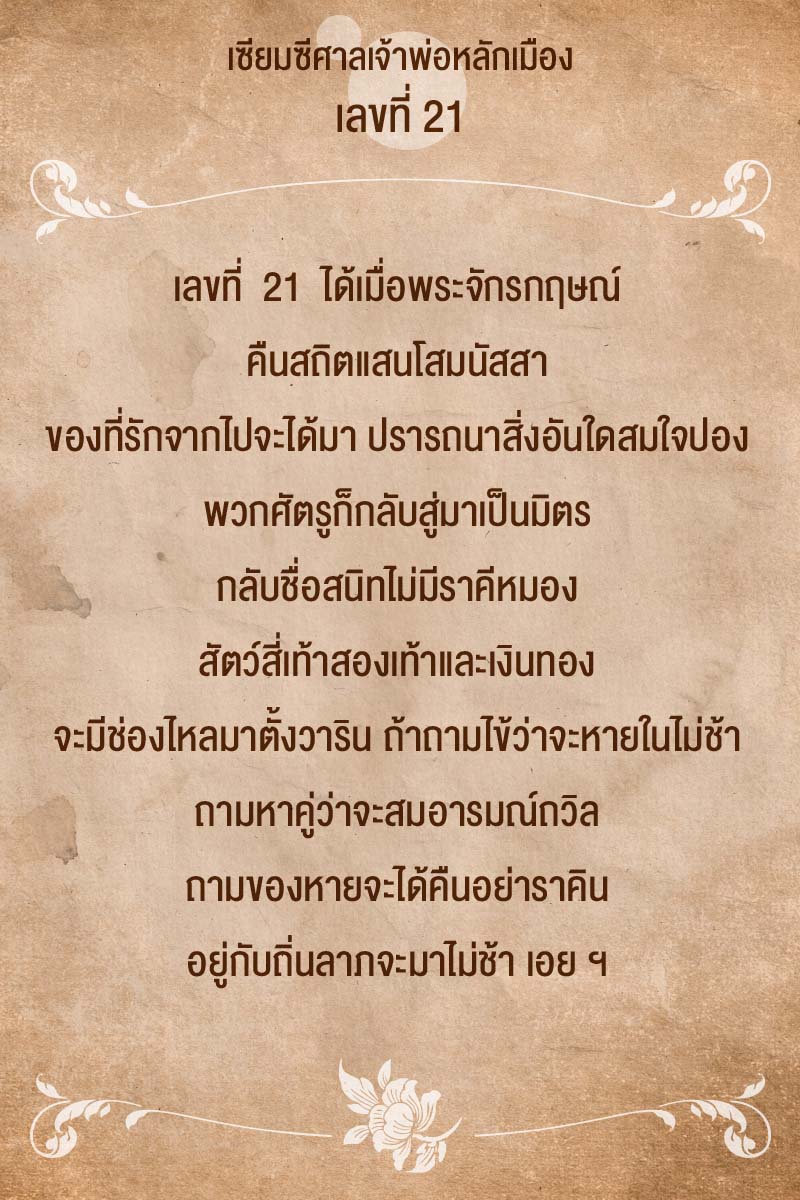 เซียมซีศาลเจ้าพ่อหลักเมือง
เลขที่ 21
เลขที่ 21 ได้เมื่อพระจักรกฤษณ์
คืนสถิตแสนโสมนัสสา
ของที่รักจากไปจะได้มา ปรารถนาสิ่งอันใดสมใจปอง
พวกศัตรูก็กลับสู่มาเป็นมิตร
กลับชื่อสนิทไม่มีราคีหมอง
สัตว์สี่เท้าสองเท้าและเงินทอง
จะมีช่องไหลมาตั้งวาริน ถ้าถามไข้ว่าจะหายในไม่ช้า
ถามหาคู่ว่าจะสมอารมณ์ถวิล
ถามของหายจะได้คืนอย่าราคิน
อยู่กับถิ่นลาภจะมาไม่ช้า เอย ฯ